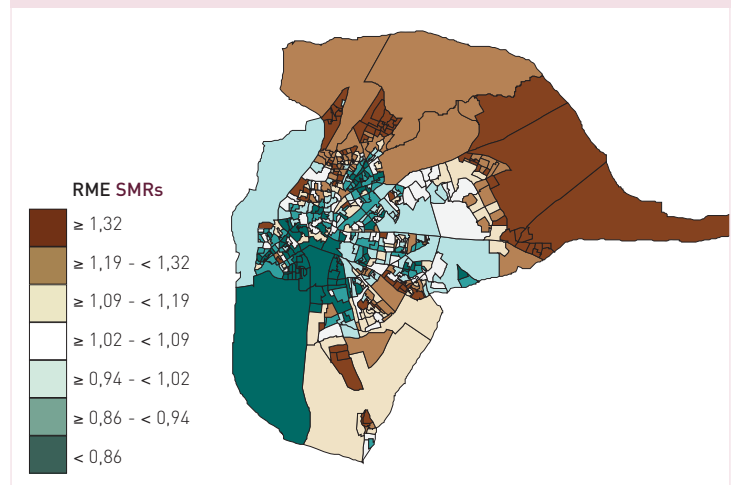 RME SMRs
≥ 1,32
≥ 1,19 - < 1,32
≥ 1,09 - < 1,19
≥ 1,02 - < 1,09
≥ 0,94 - < 1,02
≥ 0,86 - < 0,94
< 0,86